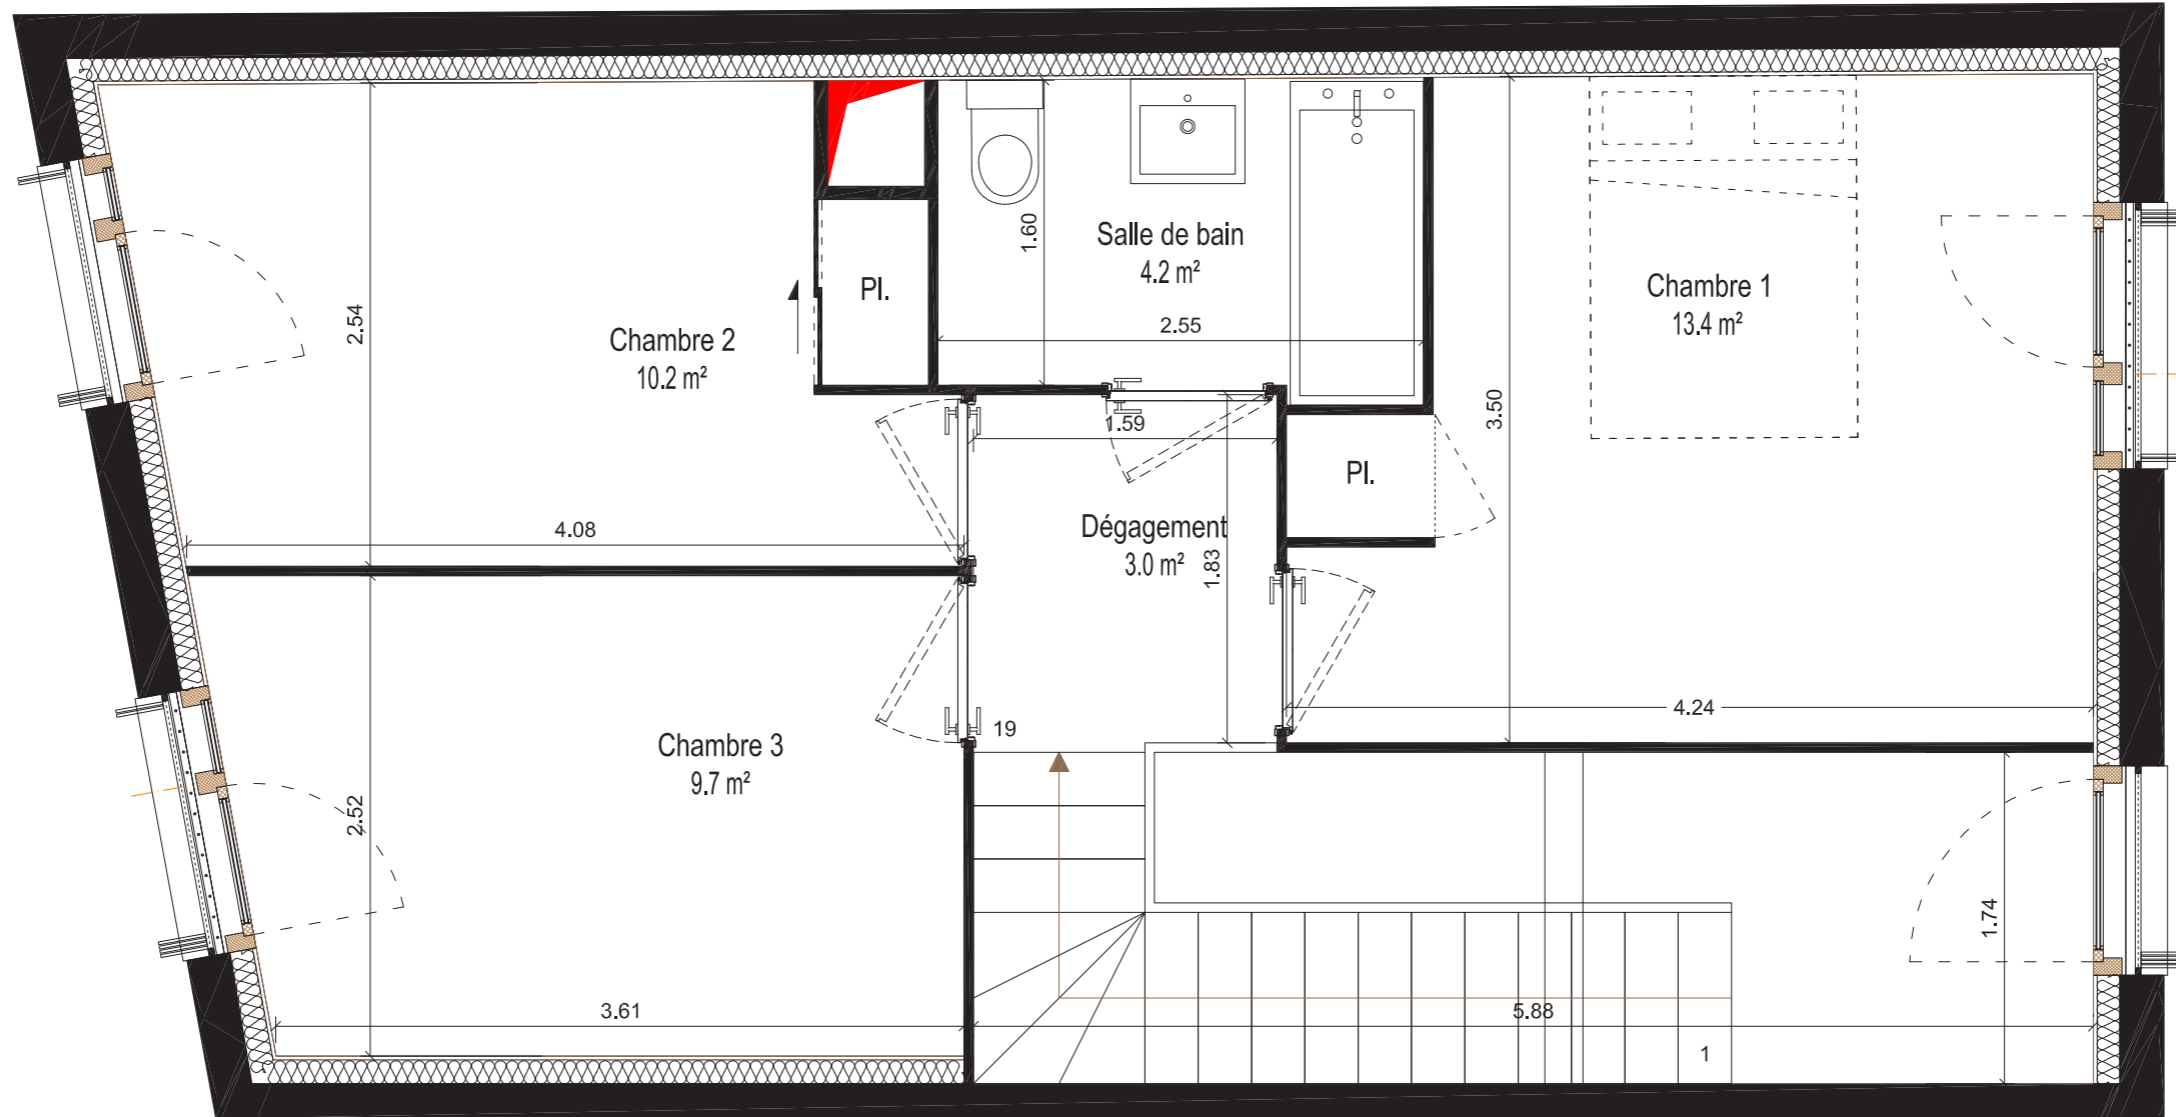 1.60
Salle de bain
4.2 m²
Pl.
Chambre 1
13.4 m²
2.54
Chambre 2
10.2 m²
2.55
3.50
1.59
Pl.
4.08
Dégagement
3.0 m²
1.83
4.24
19
Chambre 3
9.7 m²
2.52
1.74
3.61
5.88
1